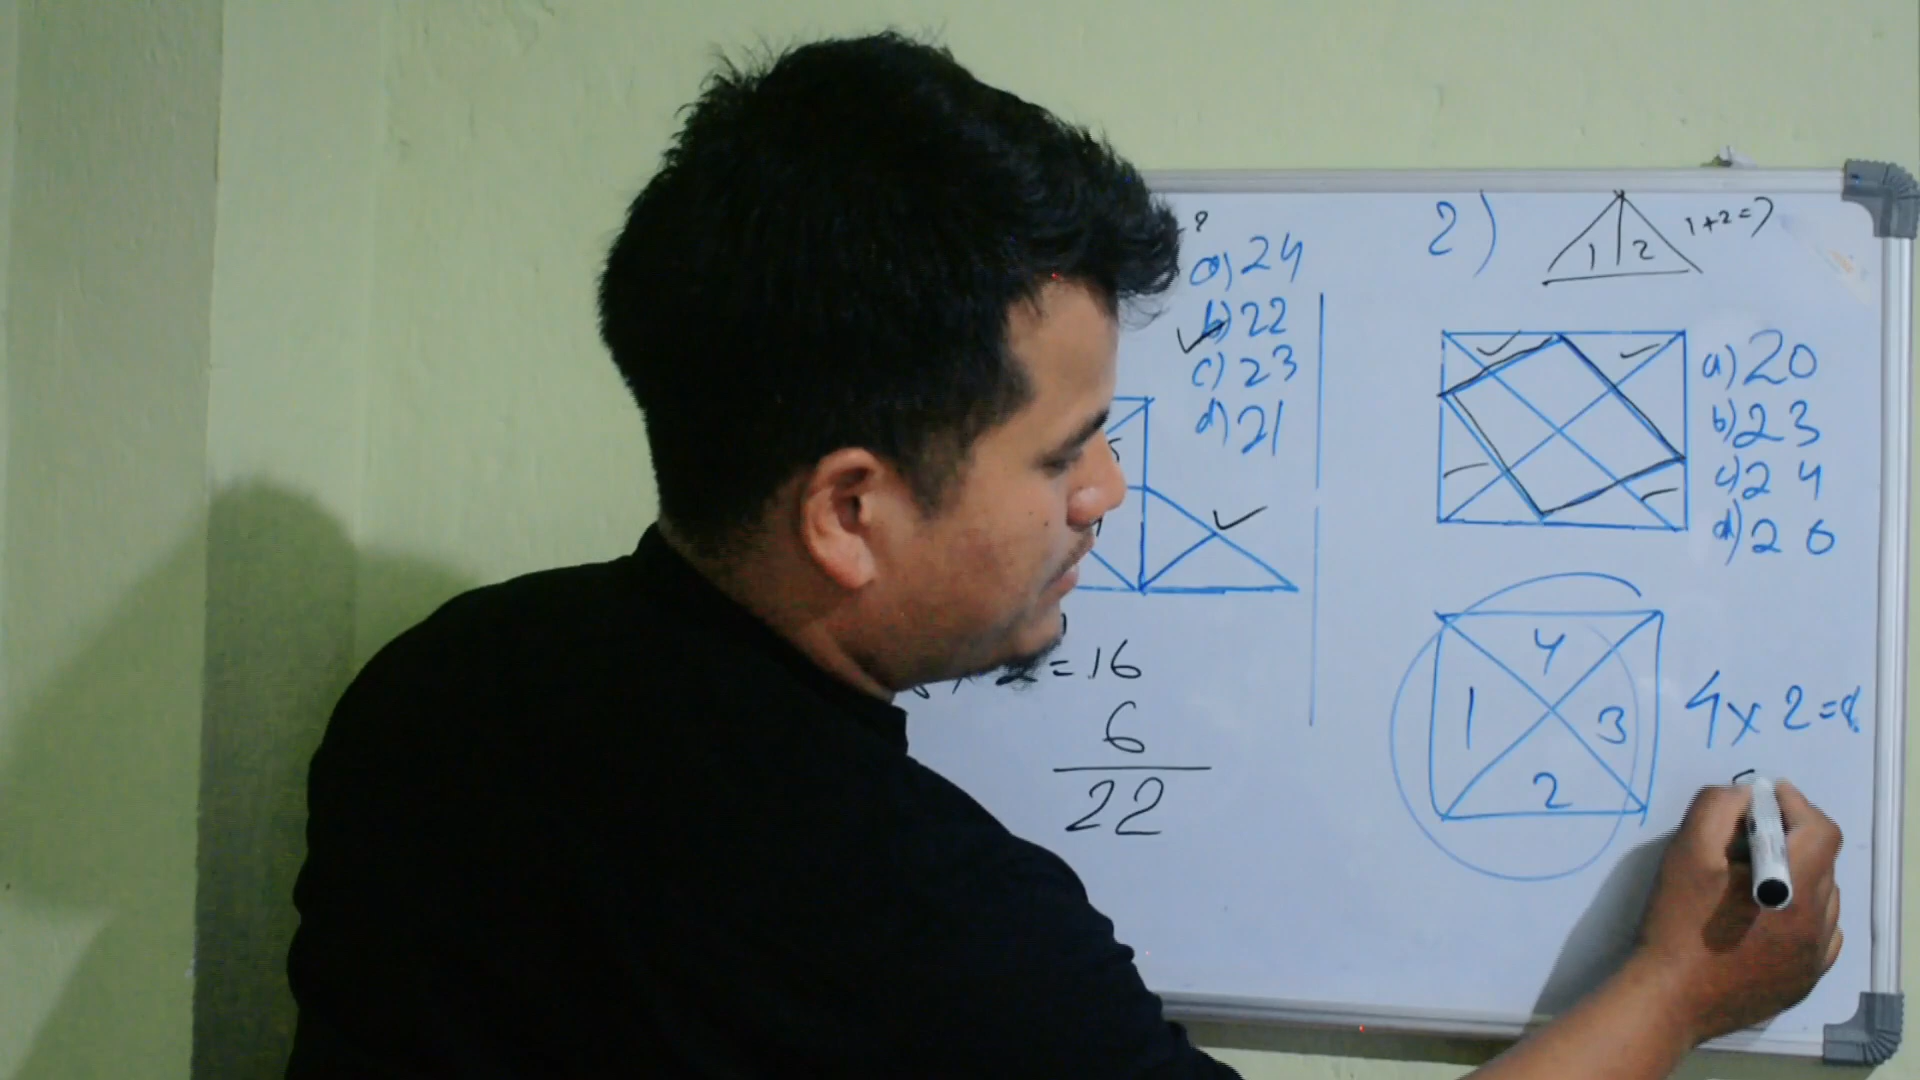 ?
a) 24
b) 22
c) 23
d) 21
= 16
6
22
2)
1 2
1+2=7
a) 20
b) 23
c) 24
d) 26
4
1
3
2
4 x 2 = 8